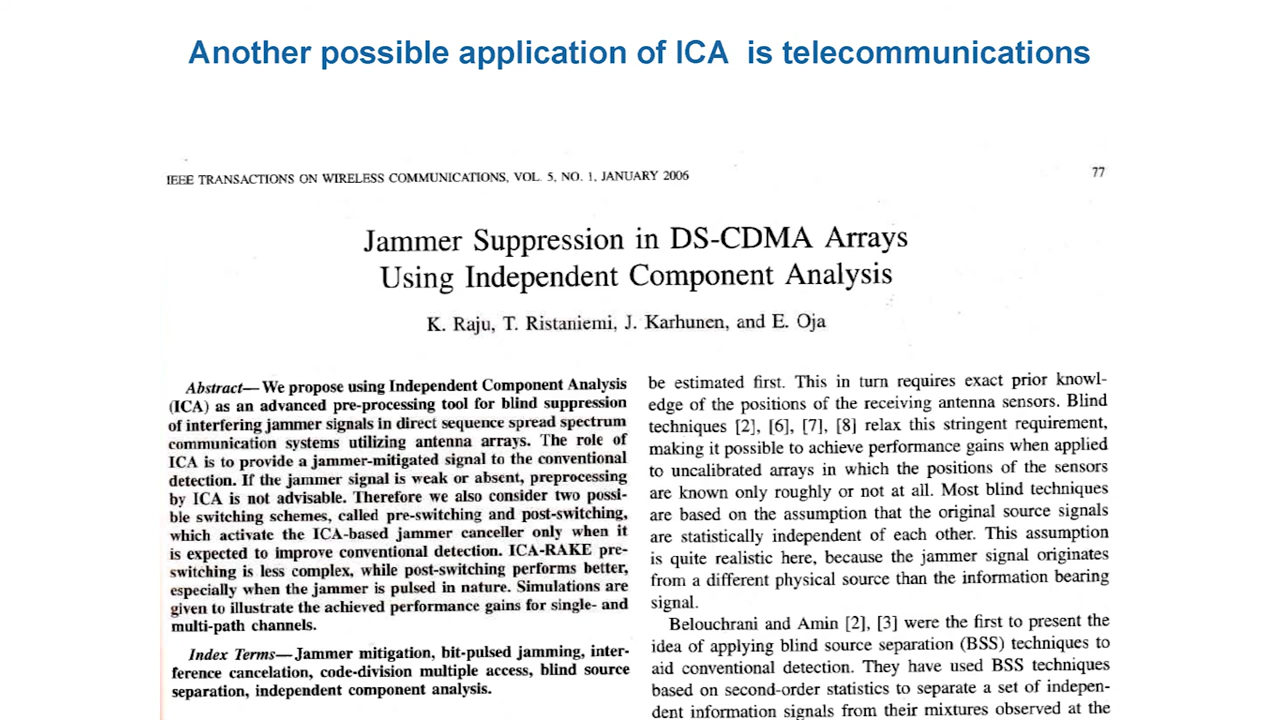 Another possible application of ICA is telecommunications
IEEE TRANSACTIONS ON WIRELESS COMMUNICATIONS, VOL. 5, NO. 1, JANUARY 2006
77
Jammer Suppression in DS-CDMA Arrays
Using Independent Component Analysis
K. Raju, T. Ristaniemi, J. Karhunen, and E. Oja
Abstract—We propose using Independent Component Analysis
(ICA) as an advanced pre-processing tool for blind suppression
of interfering jammer signals in direct sequence spread spectrum
communication systems utilizing antenna arrays. The role of
ICA is to provide a jammer-mitigated signal to the conventional
detection. If the jammer signal is weak or absent, preprocessing
by ICA is not advisable. Therefore we also consider two possi-
ble switching schemes, called pre-switching and post-switching,
which activate the ICA-based jammer canceller only when it
is expected to improve conventional detection. ICA-RAKE pre-
switching is less complex, while post-switching performs better,
especially when the jammer is pulsed in nature. Simulations are
given to illustrate the achieved performance gains for single- and
multi-path channels.
Index Terms—Jammer mitigation, bit-pulsed jamming, inter-
ference cancelation, code-division multiple access, blind source
separation, independent component analysis.
be estimated first. This in turn requires exact prior knowl-
edge of the positions of the receiving antenna sensors. Blind
techniques [2], [6], [7], [8] relax this stringent requirement,
making it possible to achieve performance gains when applied
to uncalibrated arrays in which the positions of the sensors
are known only roughly or not at all. Most blind techniques
are based on the assumption that the original source signals
are statistically independent of each other. This assumption
is quite realistic here, because the jammer signal originates
from a different physical source than the information bearing
signal.
Belouchrani and Amin [2], [3] were the first to present the
idea of applying blind source separation (BSS) techniques to
aid conventional detection. They have used BSS techniques
based on second-order statistics to separate a set of indepen-
dent information signals from their mixtures observed at the